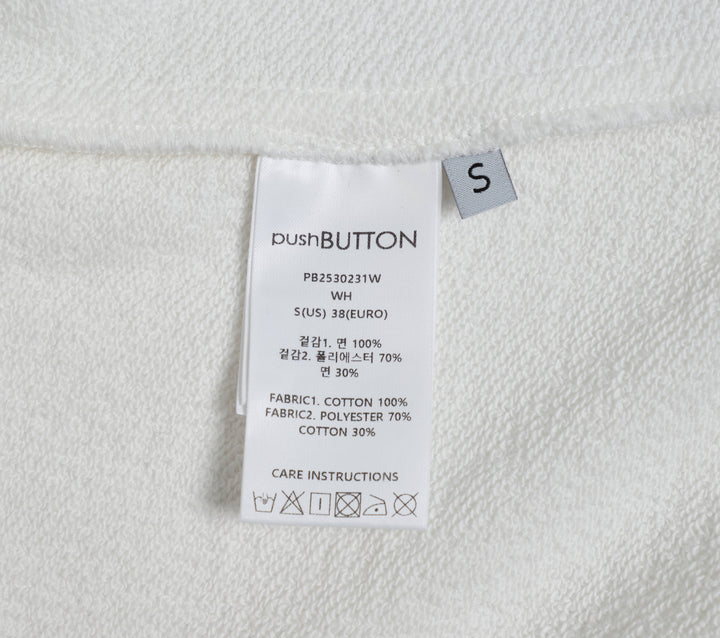 S
pushBUTTON
PB2530231W
WH
S(US) 38(EURO)
겉감1. 면 100%
겉감2. 폴리에스터 70%
면 30%
FABRIC1. COTTON 100%
FABRIC2. POLYESTER 70%
COTTON 30%
CARE INSTRUCTIONS